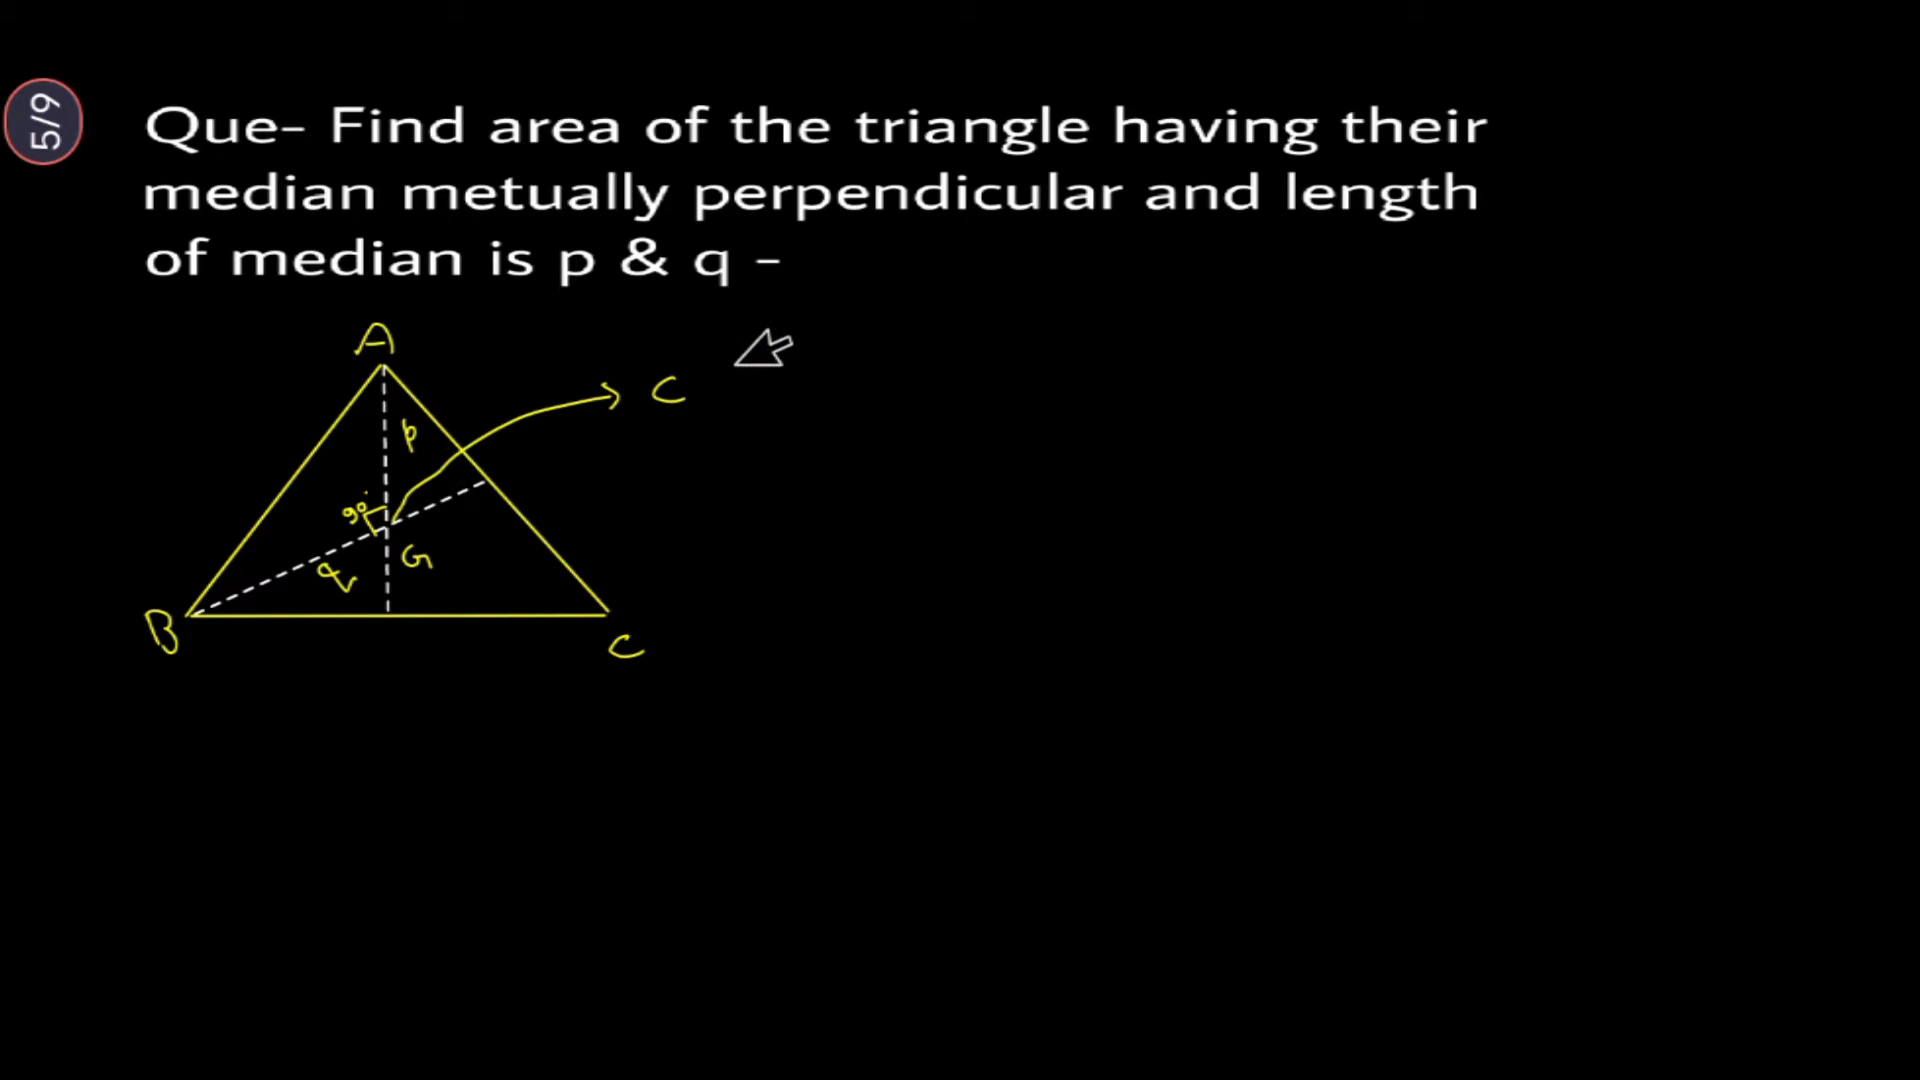 5/9
Que- Find area of the triangle having their
median metually perpendicular and length
of median is p & q -
A
C
p
90°
G
q
B
C